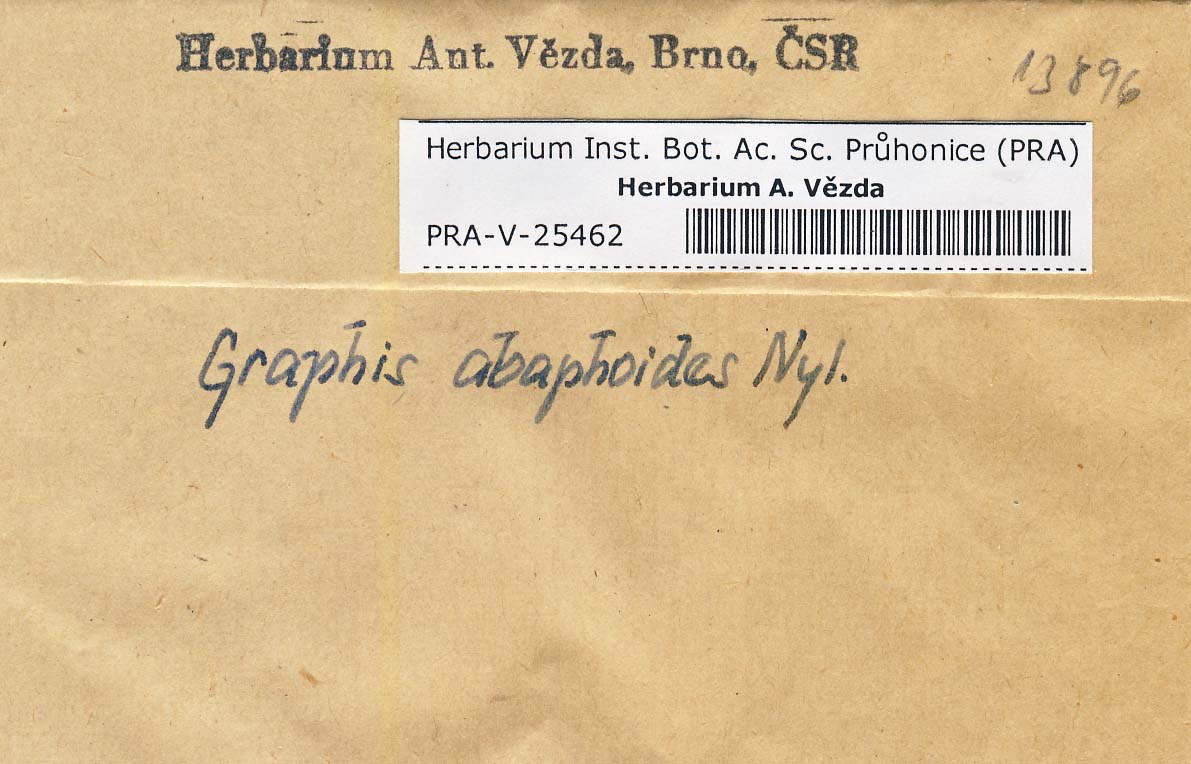 Herbarium Ant. Vězda, Brno, ČSR
13896
Herbarium Inst. Bot. Ac. Sc. Průhonice (PRA)
Herbarium A. Vězda
PRA-V-25462
Graphis abaphoides Nyl.